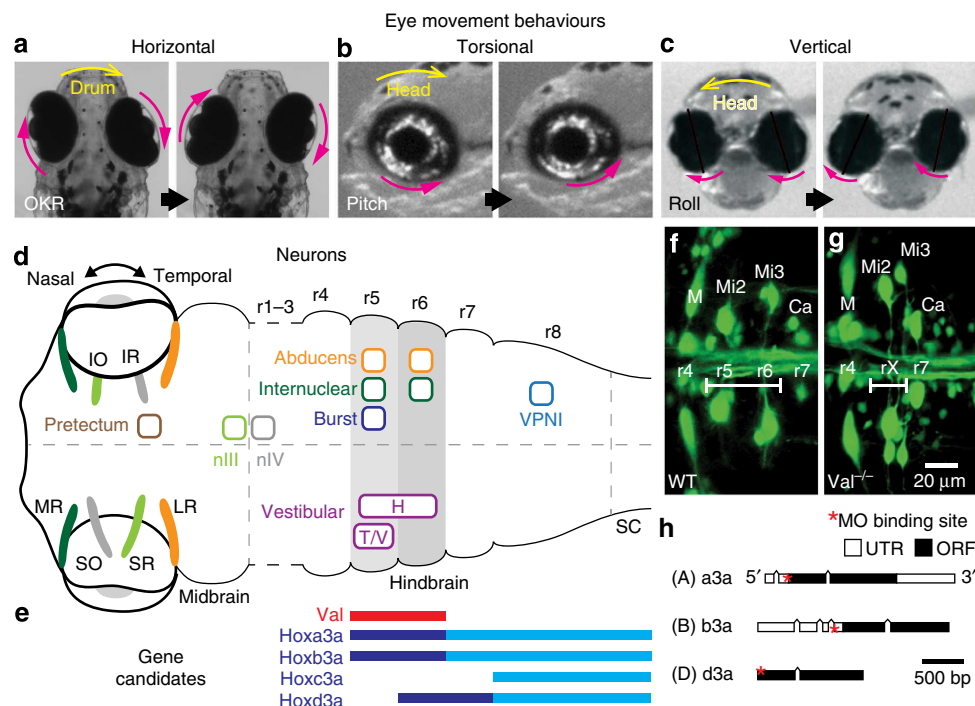 Eye movement behaviours
a
Horizontal
Drum
OKR
b
Torsional
Head
Pitch
c
Vertical
Head
Roll
d
Neurons
Nasal
Temporal
r1–3
r4
r5
r6
r7
r8
IO
IR
Abducens
Internuclear
Burst
VPNI
Pretectum
nIII
nIV
Vestibular
H
T/V
MR
LR
SO
SR
SC
Midbrain
Hindbrain
e
Gene
candidates
Val
Hoxa3a
Hoxb3a
Hoxc3a
Hoxd3a
f
M
Mi2
Mi3
Ca
r4
r5
r6
r7
WT
g
M
Mi2
Mi3
Ca
r4
rX
r7
Val–/–
20 μm
h
*MO binding site
UTR
ORF
(A) a3a
5′
3′
*
(B) b3a
*
(D) d3a
*
500 bp